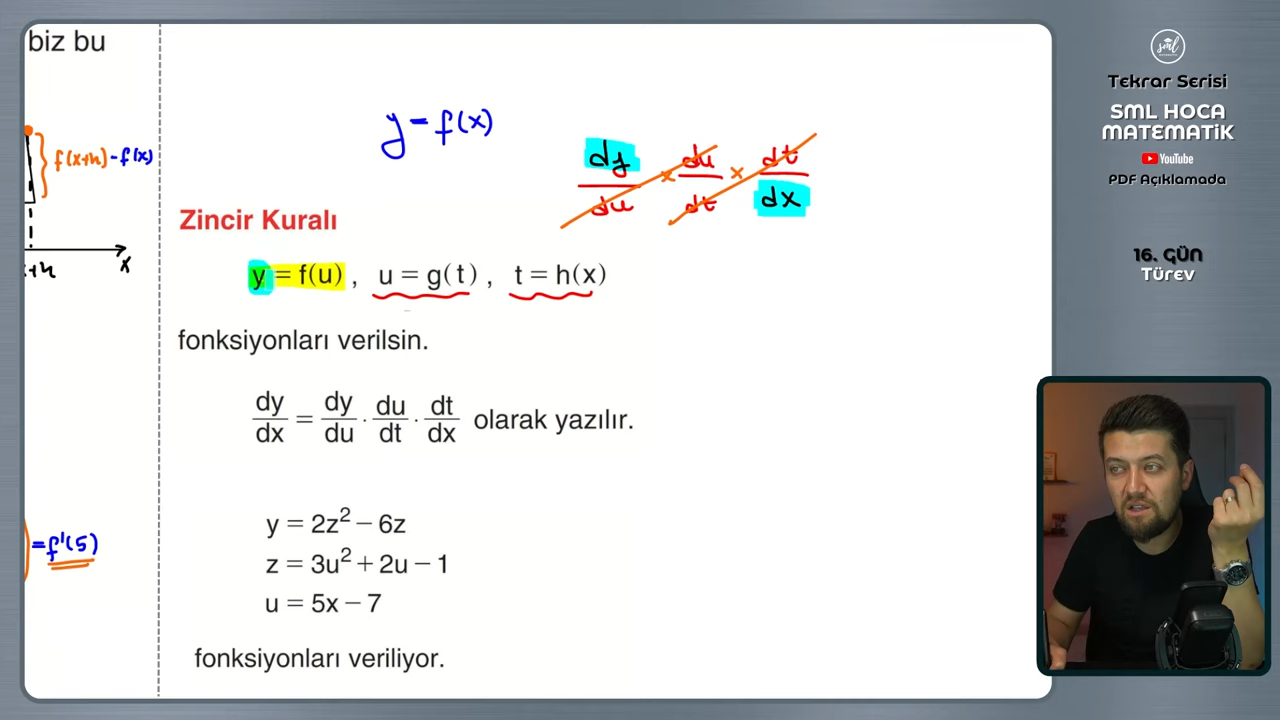 biz bu
f(x+h)-f(x)
x+h
x
=f'(5)
y=f(x)
dy/du × du/dt × dt/dx
Zincir Kuralı
y = f(u), u = g(t), t = h(x)
fonksiyonları verilsin.
dy/dx = dy/du · du/dt · dt/dx olarak yazılır.
y = 2z² − 6z
z = 3u² + 2u − 1
u = 5x − 7
fonksiyonları veriliyor.
sml
Tekrar Serisi
SML HOCA
MATEMATİK
YouTube
PDF Açıklamada
16. GÜN
Türev